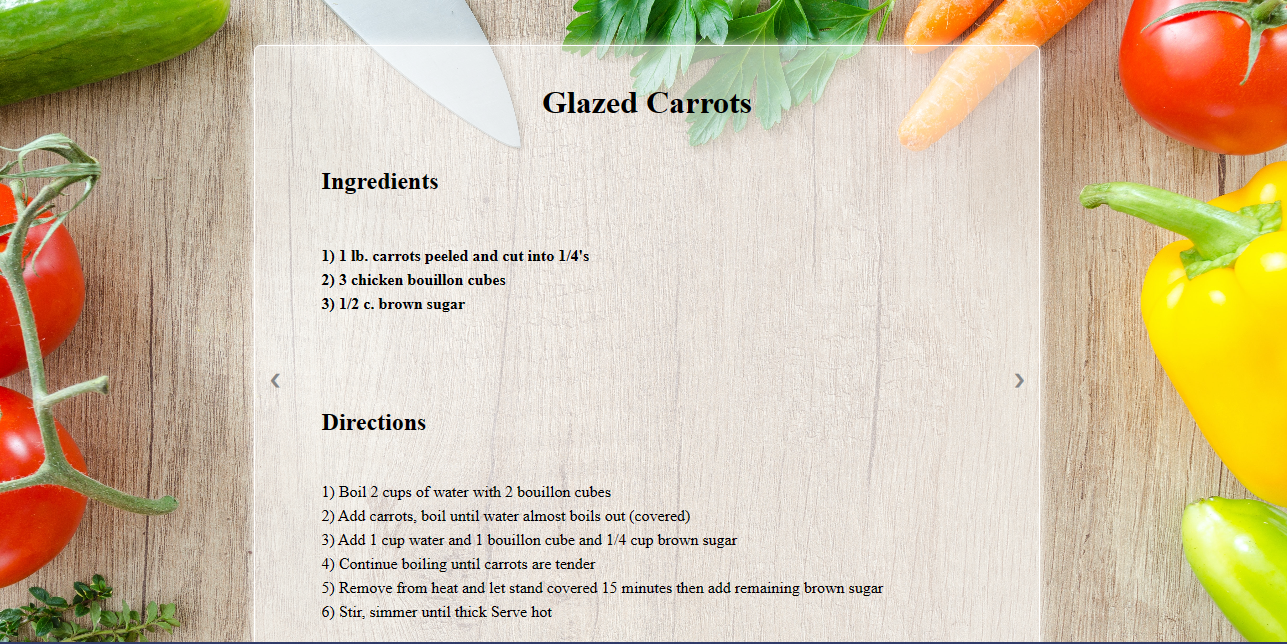 Glazed Carrots
Ingredients
1) 1 lb. carrots peeled and cut into 1/4's
2) 3 chicken bouillon cubes
3) 1/2 c. brown sugar
❮ ❯
Directions
1) Boil 2 cups of water with 2 bouillon cubes
2) Add carrots, boil until water almost boils out (covered)
3) Add 1 cup water and 1 bouillon cube and 1/4 cup brown sugar
4) Continue boiling until carrots are tender
5) Remove from heat and let stand covered 15 minutes then add remaining brown sugar
6) Stir, simmer until thick Serve hot